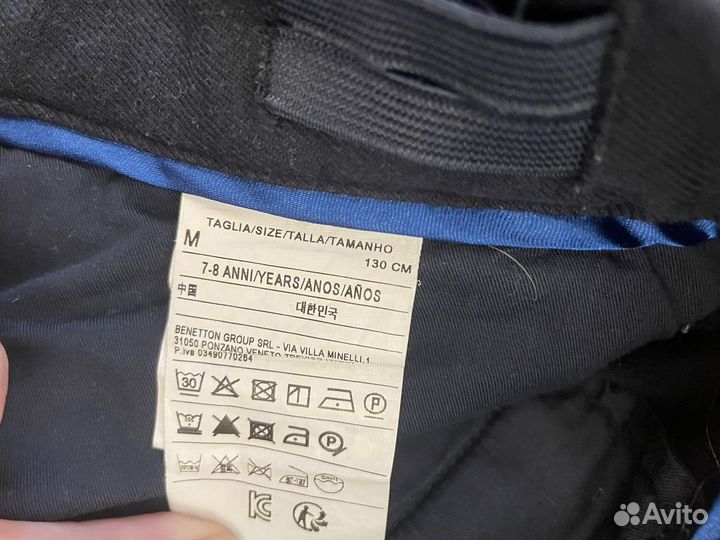 TAGLIA/SIZE/TALLA/TAMANHO
M
130 CM
7-8 ANNI/YEARS/ANOS/AÑOS
中国 대한민국
BENETTON GROUP SRL - VIA VILLA MINELLI,1
31050 PONZANO VENETO
P.iva 03490770264
30
P
P
Avito